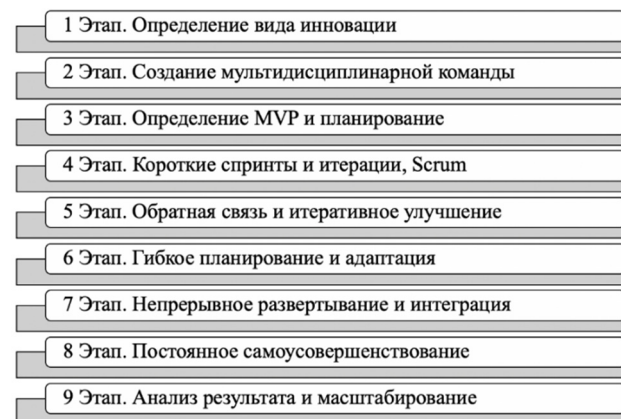 1 Этап. Определение вида инновации
2 Этап. Создание мультидисциплинарной команды
3 Этап. Определение MVP и планирование
4 Этап. Короткие спринты и итерации, Scrum
5 Этап. Обратная связь и итеративное улучшение
6 Этап. Гибкое планирование и адаптация
7 Этап. Непрерывное развертывание и интеграция
8 Этап. Постоянное самоусовершенствование
9 Этап. Анализ результата и масштабирование